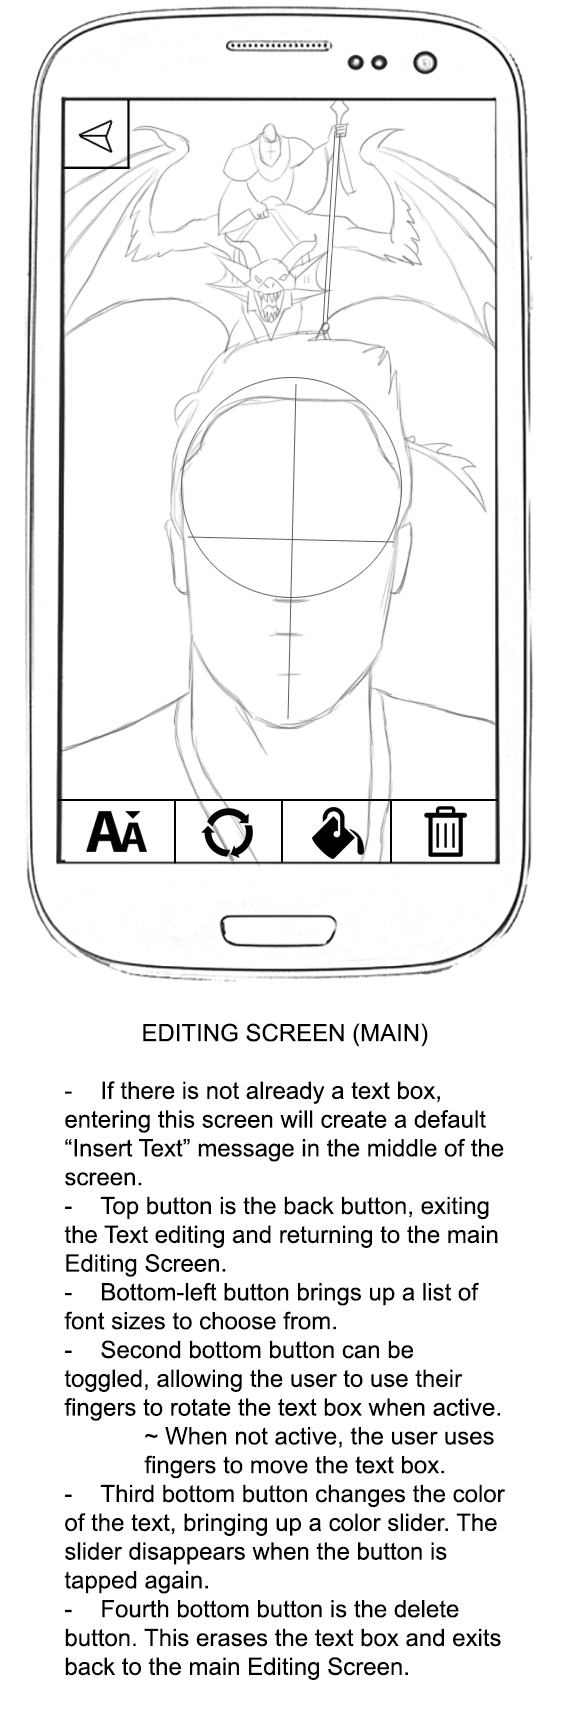 AA
EDITING SCREEN (MAIN)
- If there is not already a text box,
entering this screen will create a default
“Insert Text” message in the middle of the
screen.
- Top button is the back button, exiting
the Text editing and returning to the main
Editing Screen.
- Bottom-left button brings up a list of
font sizes to choose from.
- Second bottom button can be
toggled, allowing the user to use their
fingers to rotate the text box when active.
~ When not active, the user uses
fingers to move the text box.
- Third bottom button changes the color
of the text, bringing up a color slider. The
slider disappears when the button is
tapped again.
- Fourth bottom button is the delete
button. This erases the text box and exits
back to the main Editing Screen.